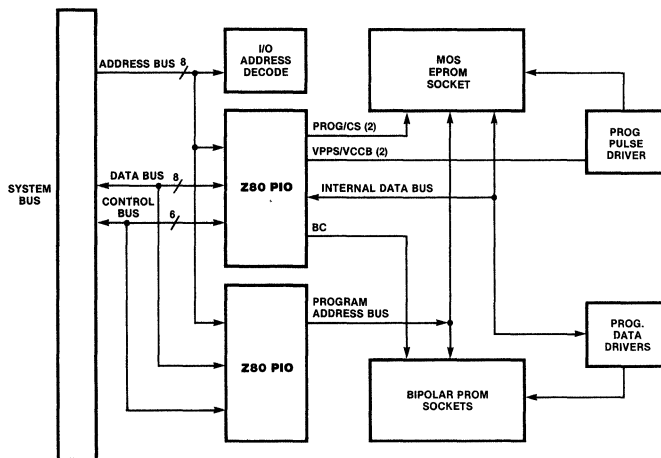 SYSTEM
BUS
ADDRESS BUS 8
I/O
ADDRESS
DECODE
DATA BUS 8
CONTROL
BUS 6
Z80 PIO
PROG/CS (2)
VPPS/VCCB (2)
INTERNAL DATA BUS
BC
MOS
EPROM
SOCKET
PROG
PULSE
DRIVER
Z80 PIO
PROGRAM
ADDRESS BUS
BIPOLAR PROM
SOCKETS
PROG.
DATA
DRIVERS